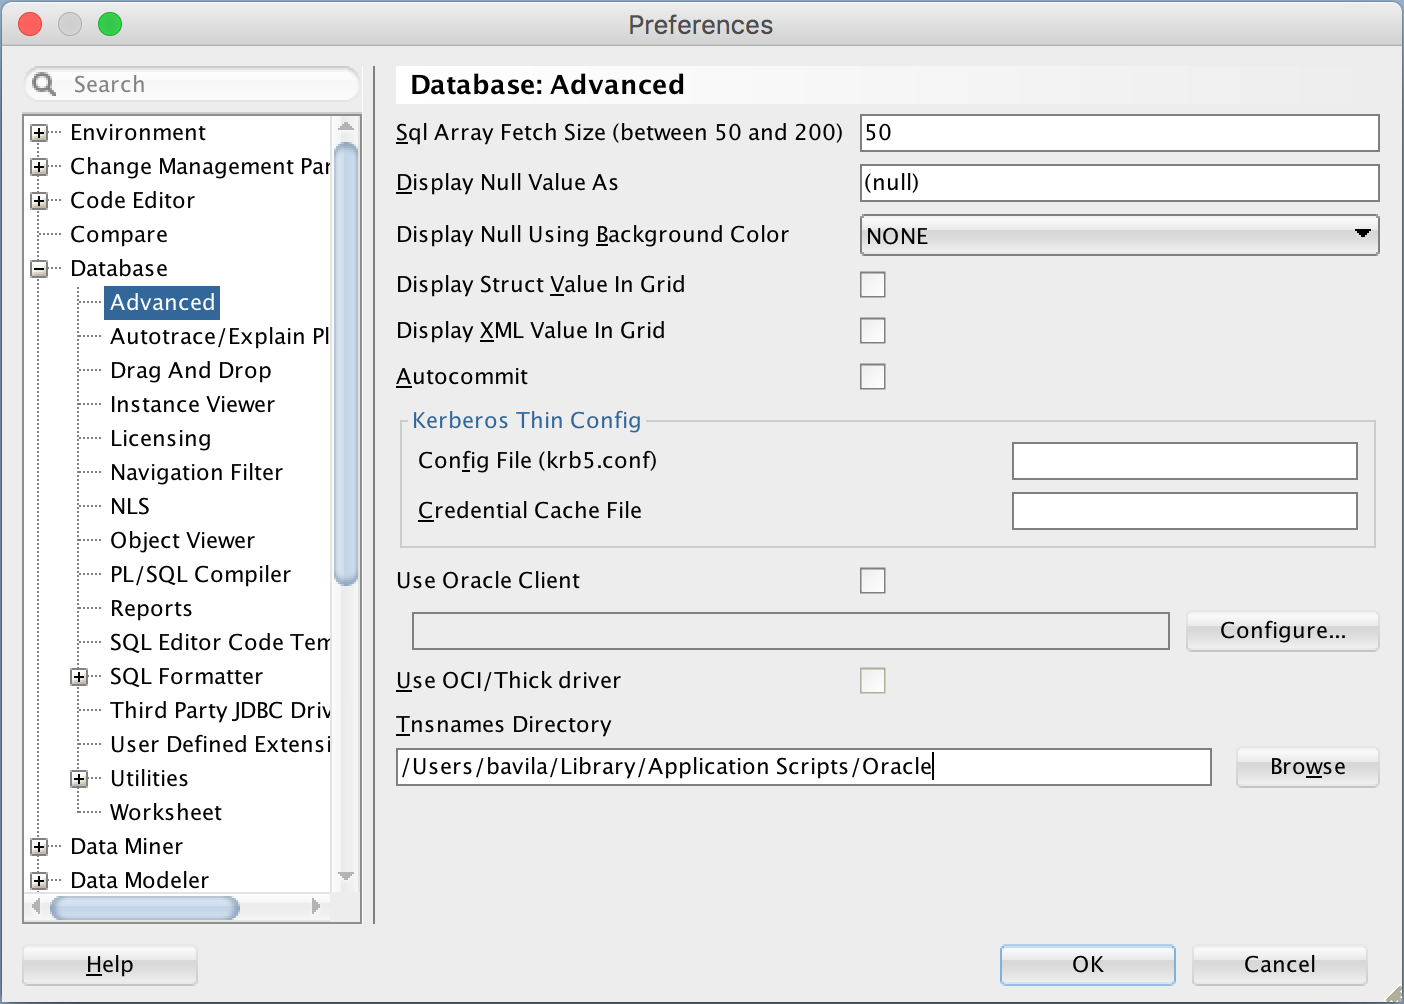 Preferences
Search
Environment
Change Management Par
Code Editor
Compare
Database
Advanced
Autotrace/Explain Pl
Drag And Drop
Instance Viewer
Licensing
Navigation Filter
NLS
Object Viewer
PL/SQL Compiler
Reports
SQL Editor Code Tem
SQL Formatter
Third Party JDBC Driv
User Defined Extensi
Utilities
Worksheet
Data Miner
Data Modeler
Database: Advanced
Sql Array Fetch Size (between 50 and 200) 50
Display Null Value As (null)
Display Null Using Background Color NONE
Display Struct Value In Grid
Display XML Value In Grid
Autocommit
Kerberos Thin Config
Config File (krb5.conf)
Credential Cache File
Use Oracle Client
Configure...
Use OCI/Thick driver
Tnsnames Directory
/Users/bavila/Library/Application Scripts/Oracle Browse
Help OK Cancel